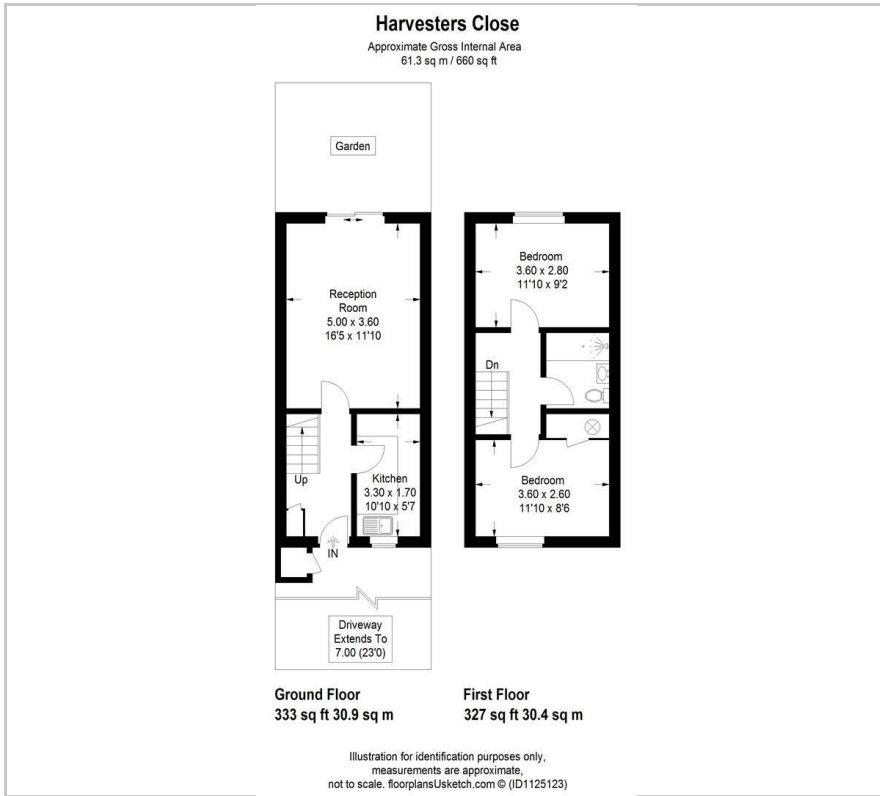 Harvesters Close
Approximate Gross Internal Area
61.3 sq m / 660 sq ft
Garden
Reception
Room
5.00 x 3.60
16'5 x 11'10
Up
Kitchen
3.30 x 1.70
10'10 x 5'7
IN
Driveway
Extends To
7.00 (23'0)
Bedroom
3.60 x 2.80
11'10 x 9'2
Dn
Bedroom
3.60 x 2.60
11'10 x 8'6
Ground Floor
333 sq ft 30.9 sq m
First Floor
327 sq ft 30.4 sq m
Illustration for identification purposes only,
measurements are approximate,
not to scale. floorplansUsketch.com © (ID1125123)